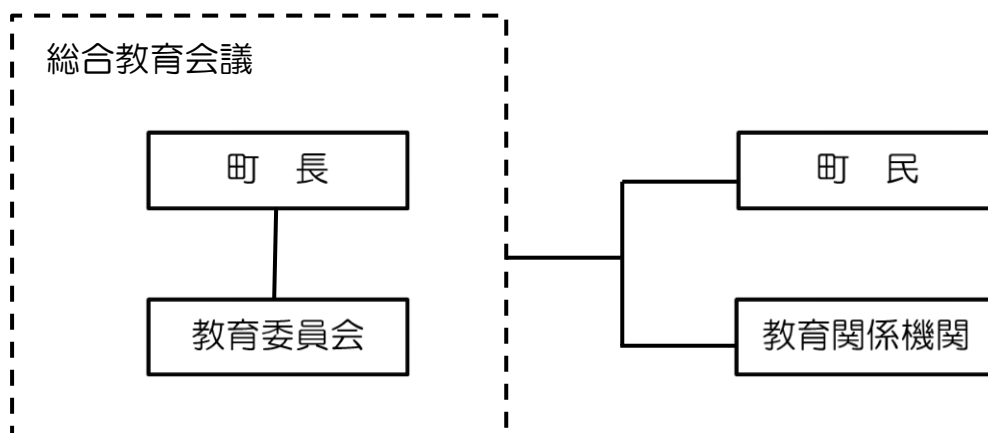 総合教育会議
町　長
町　民
教育委員会
教育関係機関